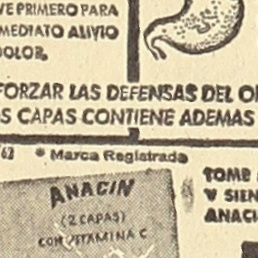 VE PRIMERO PARA
MEDIATO ALIVIO
DOLOR.
FORZAR LAS DEFENSAS DEL O
S CAPAS CONTIENE ADEMAS
* Marca Registrada
ANACIN
(2 CAPAS)
CON VITAMINA C
TOME
Y SIEN
ANACI